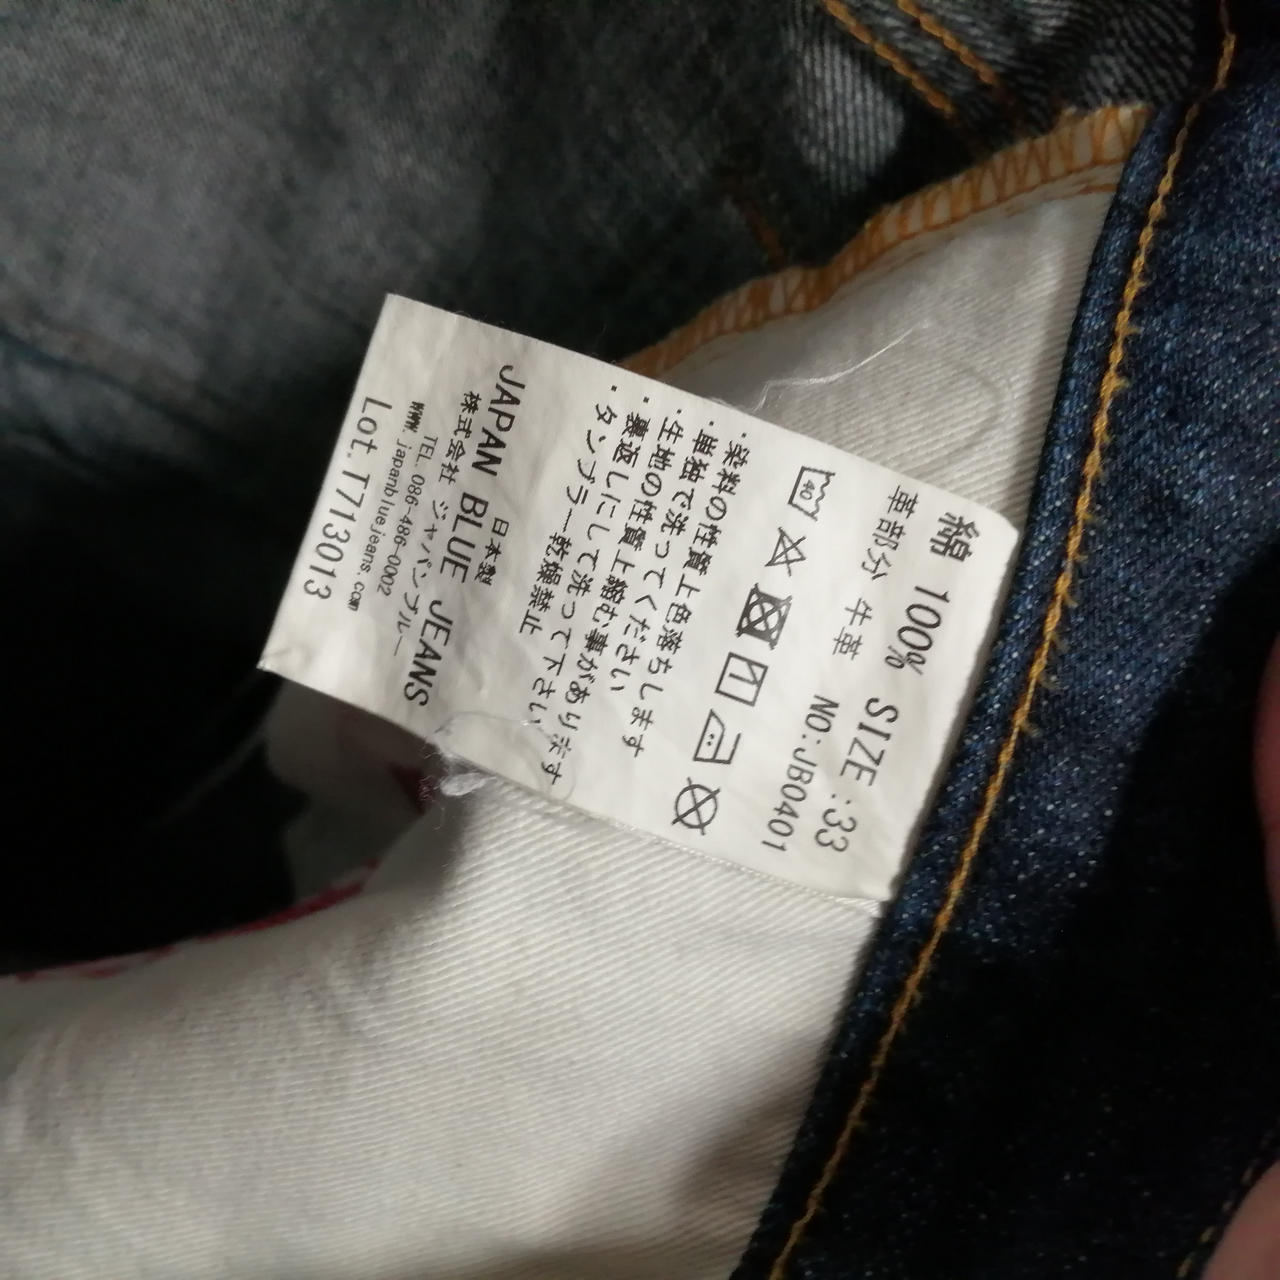 綿 100% SIZE :33
革部分 牛革 NO:JB0401
40
・染料の性質上色落ちします
・単独で洗ってください
・生地の性質上縮む事があります
・裏返しにして洗って下さい
・タンブラー乾燥禁止
日本製
JAPAN BLUE JEANS
株式会社 ジャパンブルー
TEL. 086-486-0002
www.japanbluejeans.com
Lot. T713013